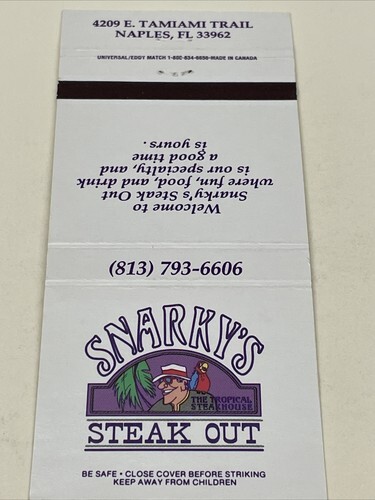 4209 E. TAMIAMI TRAIL
NAPLES, FL 33962
UNIVERSAL/EDDY MATCH 1-800-634-6656-MADE IN CANADA
Welcome to
Snarky's Steak Out
where fun, food, and drink
is our specialty, and
a good time
is yours.
(813) 793-6606
SNARKY'S
THE TROPICAL
STEAKHOUSE
STEAK OUT
BE SAFE • CLOSE COVER BEFORE STRIKING
KEEP AWAY FROM CHILDREN